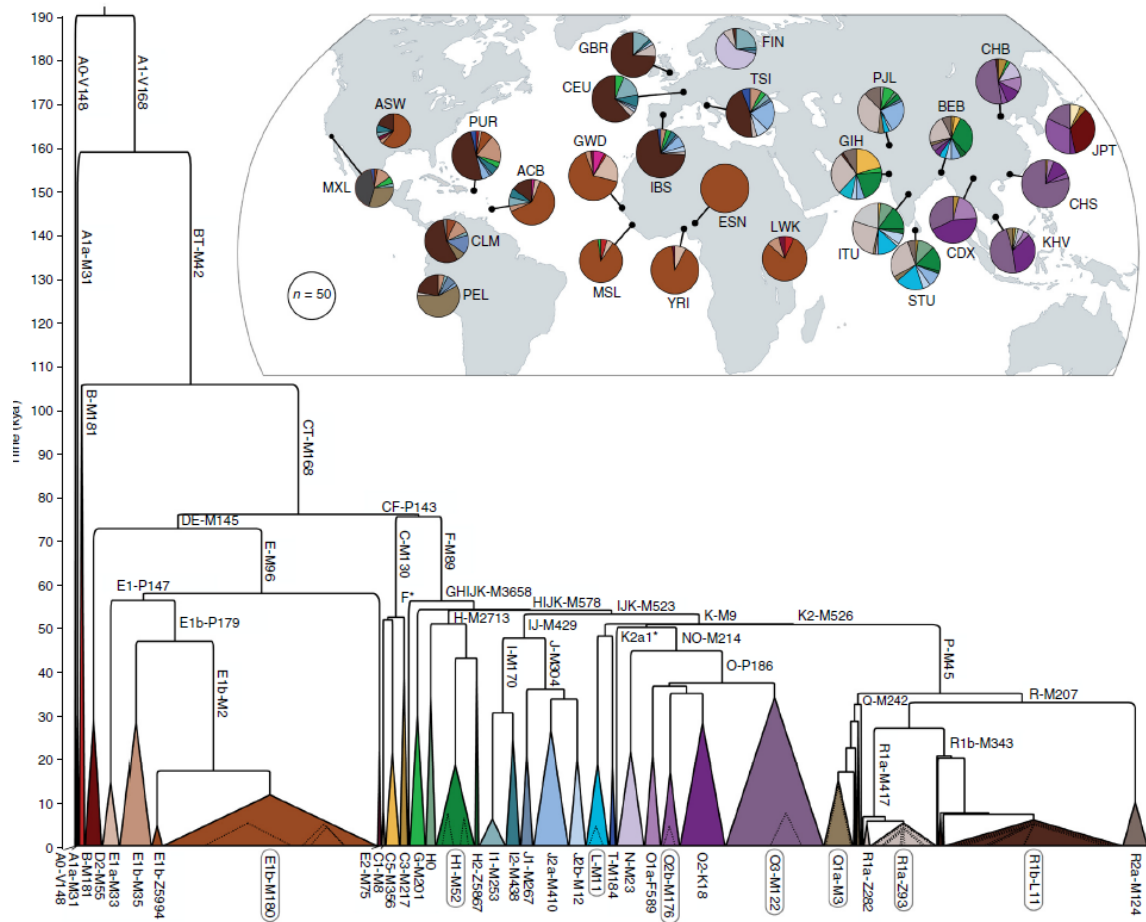 190
180
170
160
150
140
130
120
110
100
90
80
70
60
50
40
30
20
10
0
A0-V148
A1-V168
A1a-M31
BT-M42
B-M181
CT-M168
GBR
FIN
CEU
TSI
CHB
PJL
BEB
JPT
ASW
PUR
GWD
GIH
MXL
ACB
IBS
ESN
CHS
CLM
LWK
ITU
CDX
KHV
PEL
MSL
YRI
STU
n = 50
DE-M145
CF-P143
E-M96
C-M130
F-M89
E1-P147
F*
GHIJK-M3658
HIJK-M578
IJK-M523
K-M9
K2-M526
E1b-P179
H-M2713
IJ-M429
K2a1*
NO-M214
E1b-M2
I-M170
J-M304
O-P186
P-M45
Q-M242
R-M207
R1a-M417
R1b-M343
A0-V148
A1a-M31
B-M181
D2-M55
E1a-M33
E1b-M35
E1b-Z5994
E1b-M180
E2-M75
C1-M8
C5-M356
C3-M217
G-M201
H0
H1-M52
H2-Z5867
I1-M253
I2-M438
J1-M267
J2a-M410
J2b-M12
L-M11
T-M184
N-M23
O1a-F589
O2b-M176
O2-K18
O3-M122
Q1a-M3
R1a-Z282
R1a-Z93
R1b-L11
R2a-M124